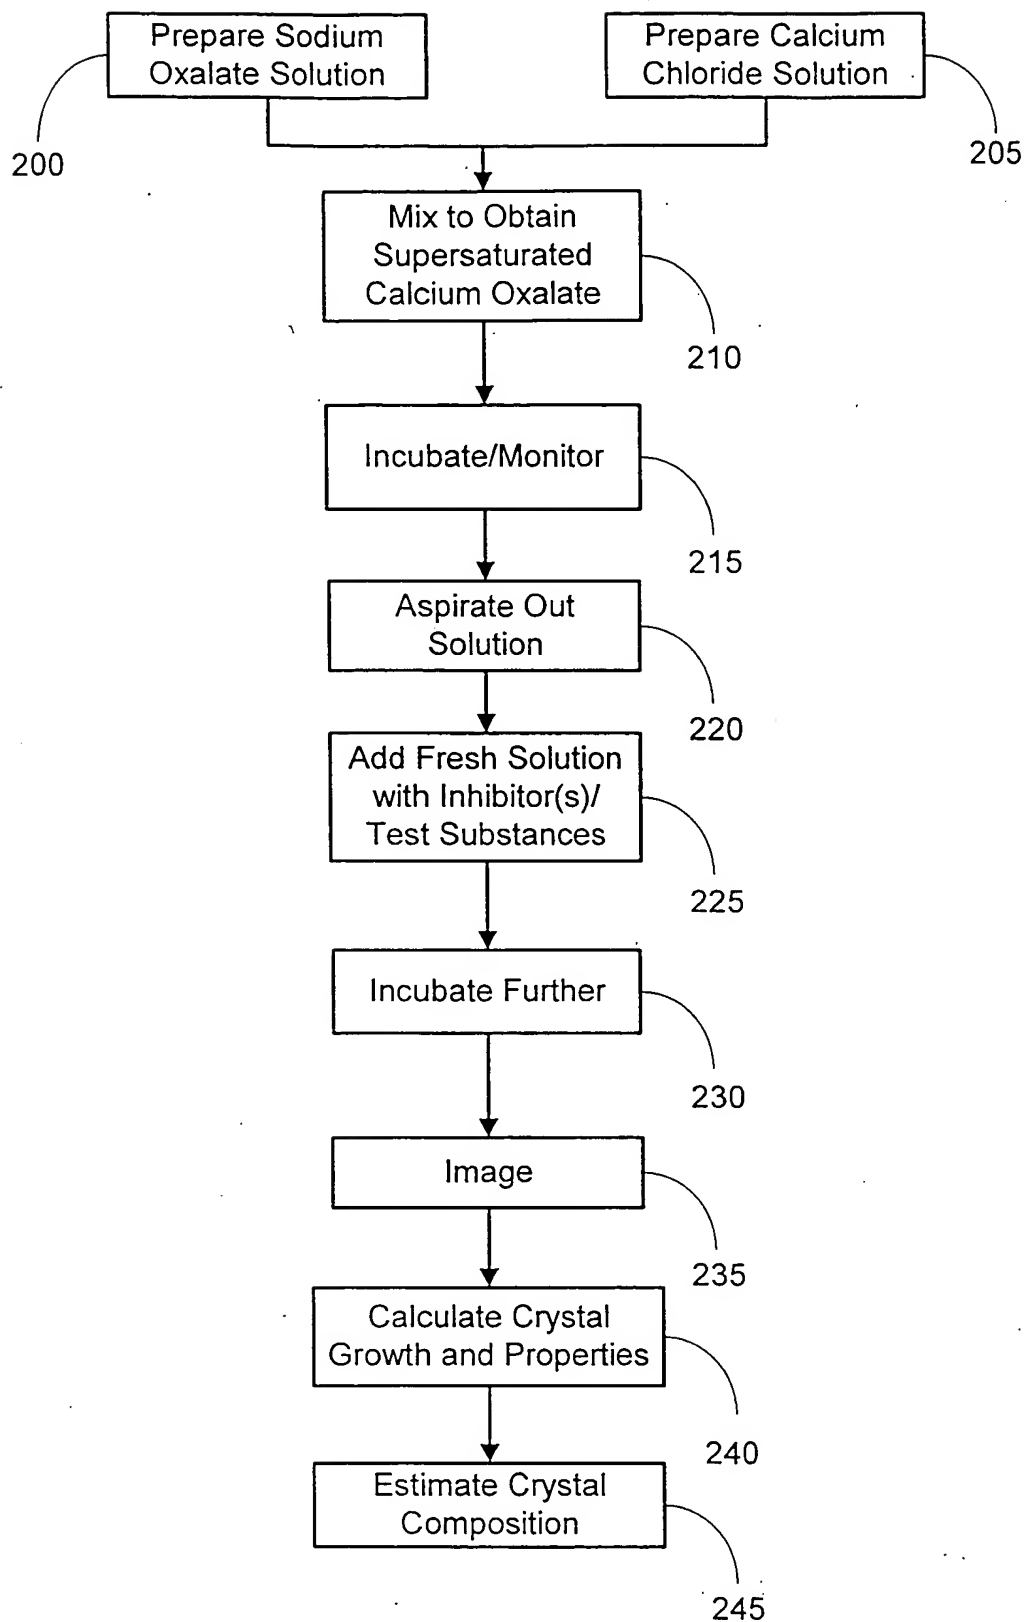 Prepare Sodium
Oxalate Solution
Prepare Calcium
Chloride Solution
200
205
Mix to Obtain
Supersaturated
Calcium Oxalate
210
Incubate/Monitor
215
Aspirate Out
Solution
220
Add Fresh Solution
with Inhibitor(s)/
Test Substances
225
Incubate Further
230
Image
235
Calculate Crystal
Growth and Properties
240
Estimate Crystal
Composition
245